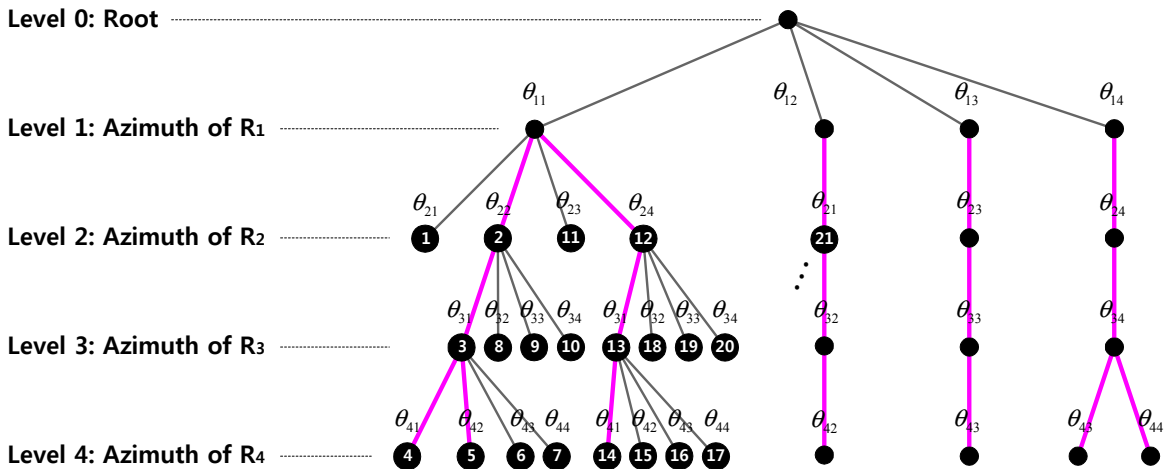 Level 0: Root
θ11 θ12 θ13 θ14
Level 1: Azimuth of R1
θ21 θ22 θ23 θ24 θ21 θ23 θ24
Level 2: Azimuth of R2
1 2 11 12 21
θ31 θ32 θ33 θ34 θ31 θ32 θ33 θ34 θ32 θ33 θ34
Level 3: Azimuth of R3
3 8 9 10 13 18 19 20
θ41 θ42 θ43 θ44 θ41 θ42 θ43 θ44 θ42 θ43 θ43 θ44
Level 4: Azimuth of R4
4 5 6 7 14 15 16 17